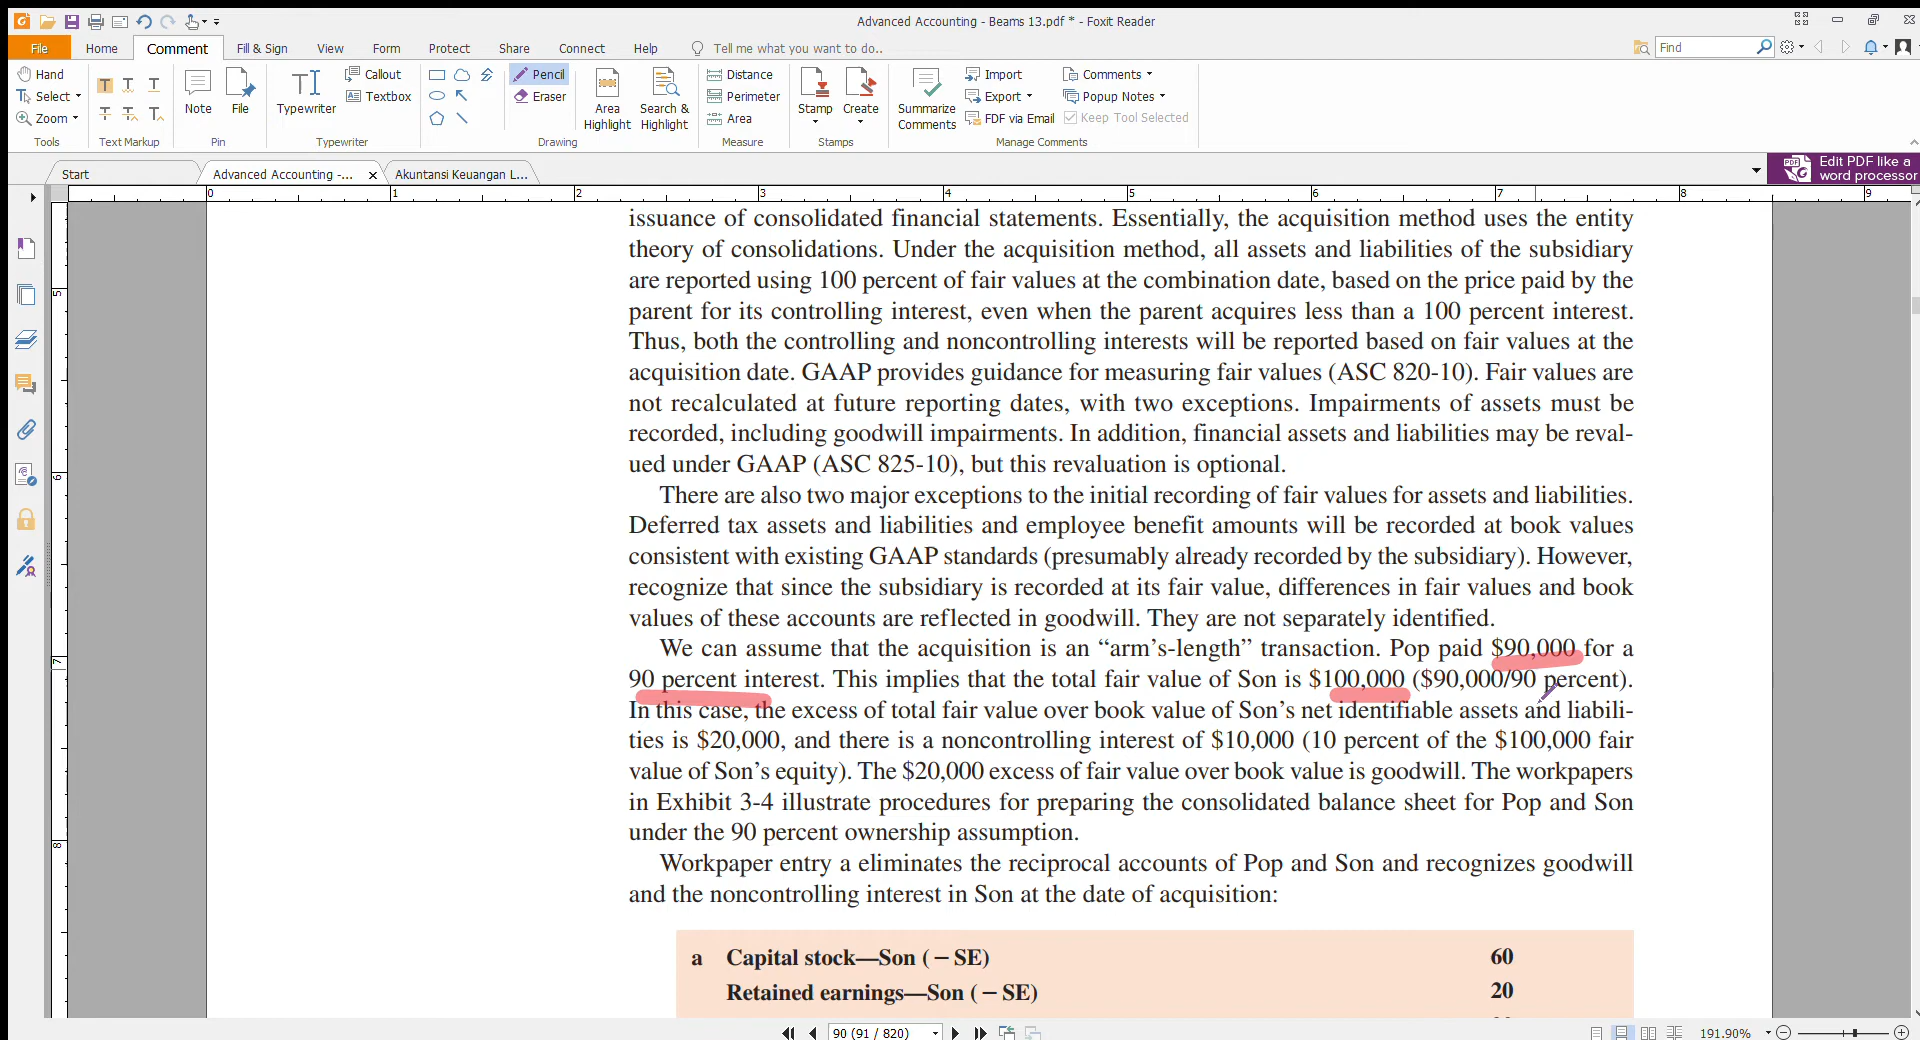 Advanced Accounting - Beams 13.pdf * - Foxit Reader
File Home Comment Fill & Sign View Form Protect Share Connect Help Tell me what you want to do.. Find
Hand
Select
Zoom
Tools
Text Markup
Note
File
Pin
Typewriter
Callout
Textbox
Typewriter
Pencil
Eraser
Area Highlight
Search & Highlight
Drawing
Distance
Perimeter
Area
Measure
Stamp
Create
Stamps
Summarize Comments
Import
Export
FDF via Email
Comments
Popup Notes
Keep Tool Selected
Manage Comments
Start
Advanced Accounting -...
Akuntansi Keuangan L...
Edit PDF like a
word processor
0 1 2 3 4 5 6 7 8 9
5
6
7
8
issuance of consolidated financial statements. Essentially, the acquisition method uses the entity
theory of consolidations. Under the acquisition method, all assets and liabilities of the subsidiary
are reported using 100 percent of fair values at the combination date, based on the price paid by the
parent for its controlling interest, even when the parent acquires less than a 100 percent interest.
Thus, both the controlling and noncontrolling interests will be reported based on fair values at the
acquisition date. GAAP provides guidance for measuring fair values (ASC 820-10). Fair values are
not recalculated at future reporting dates, with two exceptions. Impairments of assets must be
recorded, including goodwill impairments. In addition, financial assets and liabilities may be reval-
ued under GAAP (ASC 825-10), but this revaluation is optional.
There are also two major exceptions to the initial recording of fair values for assets and liabilities.
Deferred tax assets and liabilities and employee benefit amounts will be recorded at book values
consistent with existing GAAP standards (presumably already recorded by the subsidiary). However,
recognize that since the subsidiary is recorded at its fair value, differences in fair values and book
values of these accounts are reflected in goodwill. They are not separately identified.
We can assume that the acquisition is an “arm’s-length” transaction. Pop paid $90,000 for a
90 percent interest. This implies that the total fair value of Son is $100,000 ($90,000/90 percent).
In this case, the excess of total fair value over book value of Son’s net identifiable assets and liabili-
ties is $20,000, and there is a noncontrolling interest of $10,000 (10 percent of the $100,000 fair
value of Son’s equity). The $20,000 excess of fair value over book value is goodwill. The workpapers
in Exhibit 3-4 illustrate procedures for preparing the consolidated balance sheet for Pop and Son
under the 90 percent ownership assumption.
Workpaper entry a eliminates the reciprocal accounts of Pop and Son and recognizes goodwill
and the noncontrolling interest in Son at the date of acquisition:
a Capital stock—Son (−SE) 60
Retained earnings—Son (−SE) 20
90 (91 / 820)
191.90%